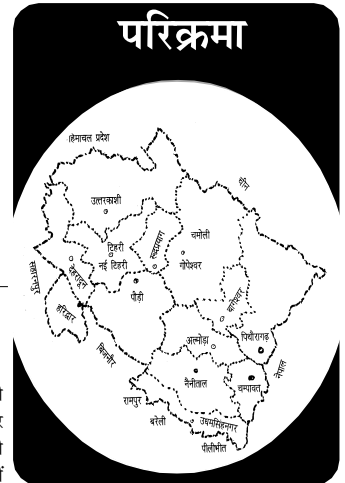 परिक्रमा
हिमाचल प्रदेश
चीन
उत्तरकाशी
टिहरी
नई टिहरी
रुद्रप्रयाग
चमोली
गोपेश्वर
देहरादून
सहारनपुर
हरिद्वार
पौड़ी
बागेश्वर
पिथौरागढ़
अल्मोड़ा
बिजनौर
नैनीताल
चम्पावत
नेपाल
रामपुर
उधमसिंहनगर
बरेली
पीलीभीत